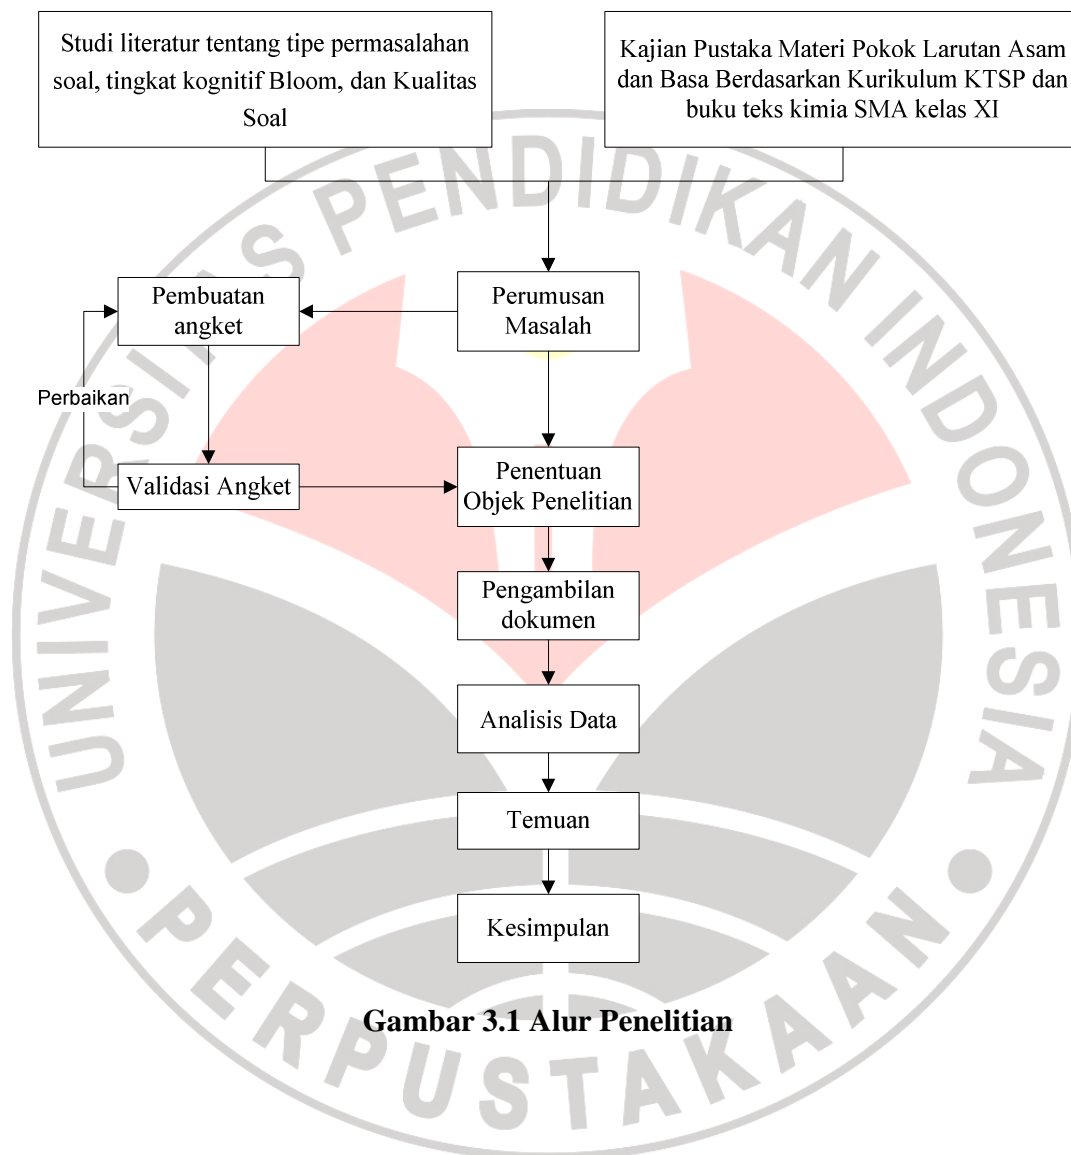 Studi literatur tentang tipe permasalahan
soal, tingkat kognitif Bloom, dan Kualitas
Soal
Kajian Pustaka Materi Pokok Larutan Asam
dan Basa Berdasarkan Kurikulum KTSP dan
buku teks kimia SMA kelas XI
Pembuatan
angket
Perumusan
Masalah
Perbaikan
Validasi Angket
Penentuan
Objek Penelitian
Pengambilan
dokumen
Analisis Data
Temuan
Kesimpulan
Gambar 3.1 Alur Penelitian
UNIVERSITAS PENDIDIKAN INDONESIA
PERPUSTAKAAN